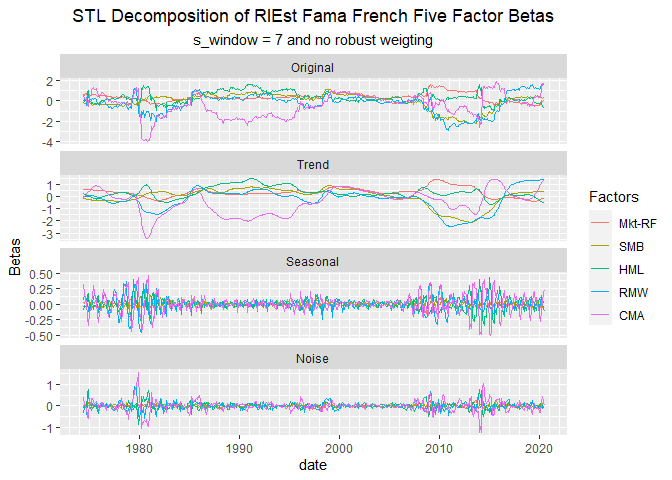 STL Decomposition of RlEst Fama French Five Factor Betas
s_window = 7 and no robust weigting
Original
2
0
-2
-4
Trend
1
0
-1
-2
-3
Seasonal
0.50
0.25
0.00
-0.25
-0.50
Noise
1
0
-1
1980
1990
2000
2010
2020
date
Betas
Factors
Mkt-RF
SMB
HML
RMW
CMA